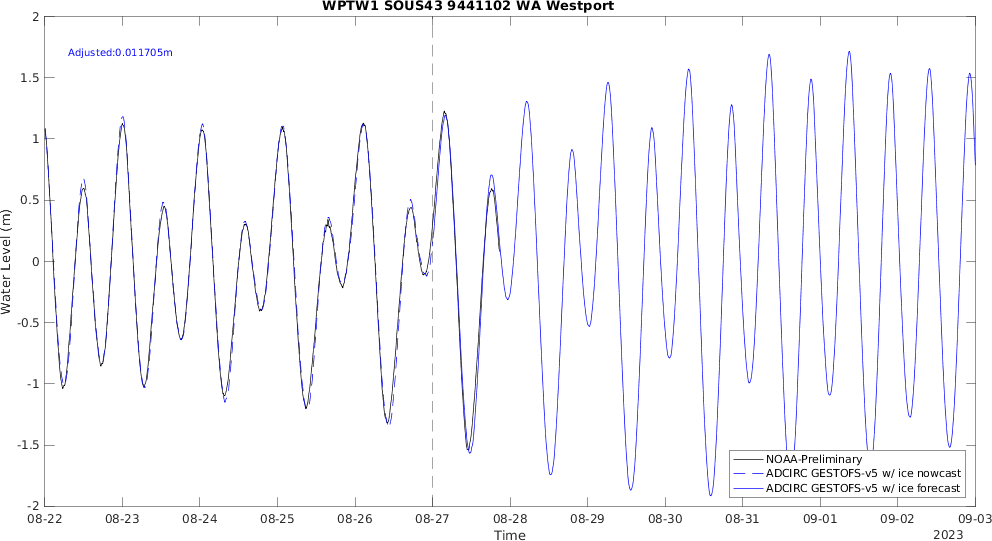 WPTW1 SOUS43 9441102 WA Westport
Adjusted:0.011705m
2
1.5
1
0.5
0
-0.5
-1
-1.5
-2
Water Level (m)
NOAA-Preliminary
ADCIRC GESTOFS-v5 w/ ice nowcast
ADCIRC GESTOFS-v5 w/ ice forecast
08-22 08-23 08-24 08-25 08-26 08-27 08-28 08-29 08-30 08-31 09-01 09-02 09-03
Time
2023